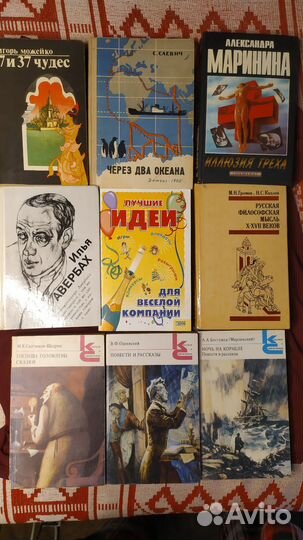 игорь можейко
7 и 37 чудес
С. САЕВИЧ
ЧЕРЕЗ ДВА ОКЕАНА
АЛЕКСАНДРА
МАРИНИНА
ИЛЛЮЗИЯ ГРЕХА
Илья
АВЕРБАХ
ЛУЧШИЕ
ИДЕИ
ДЛЯ
ВЕСЕЛОЙ
КОМПАНИИ
М.Н. Громов, Н.С. Козлов
РУССКАЯ
ФИЛОСОФСКАЯ
МЫСЛЬ
X-XVII ВЕКОВ
М.Е. Салтыков-Щедрин
ГОСПОДА ГОЛОВЛЕВЫ
СКАЗКИ
В.Ф. Одоевский
ПОВЕСТИ И РАССКАЗЫ
А.А. Бестужев (Марлинский)
НОЧЬ НА КОРАБЛЕ
Повести и рассказы
Avito